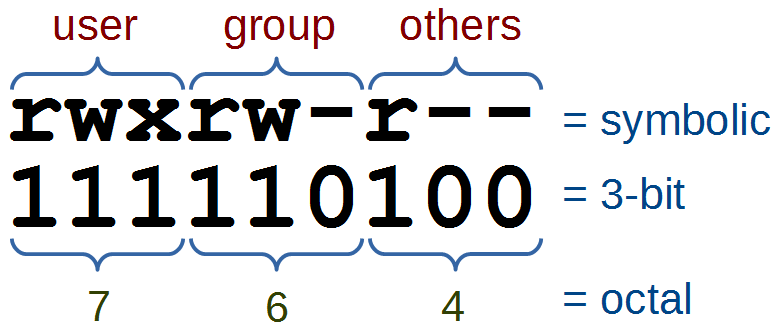 user group others
rwxrw-r-- = symbolic
111110100 = 3-bit
7 6 4 = octal